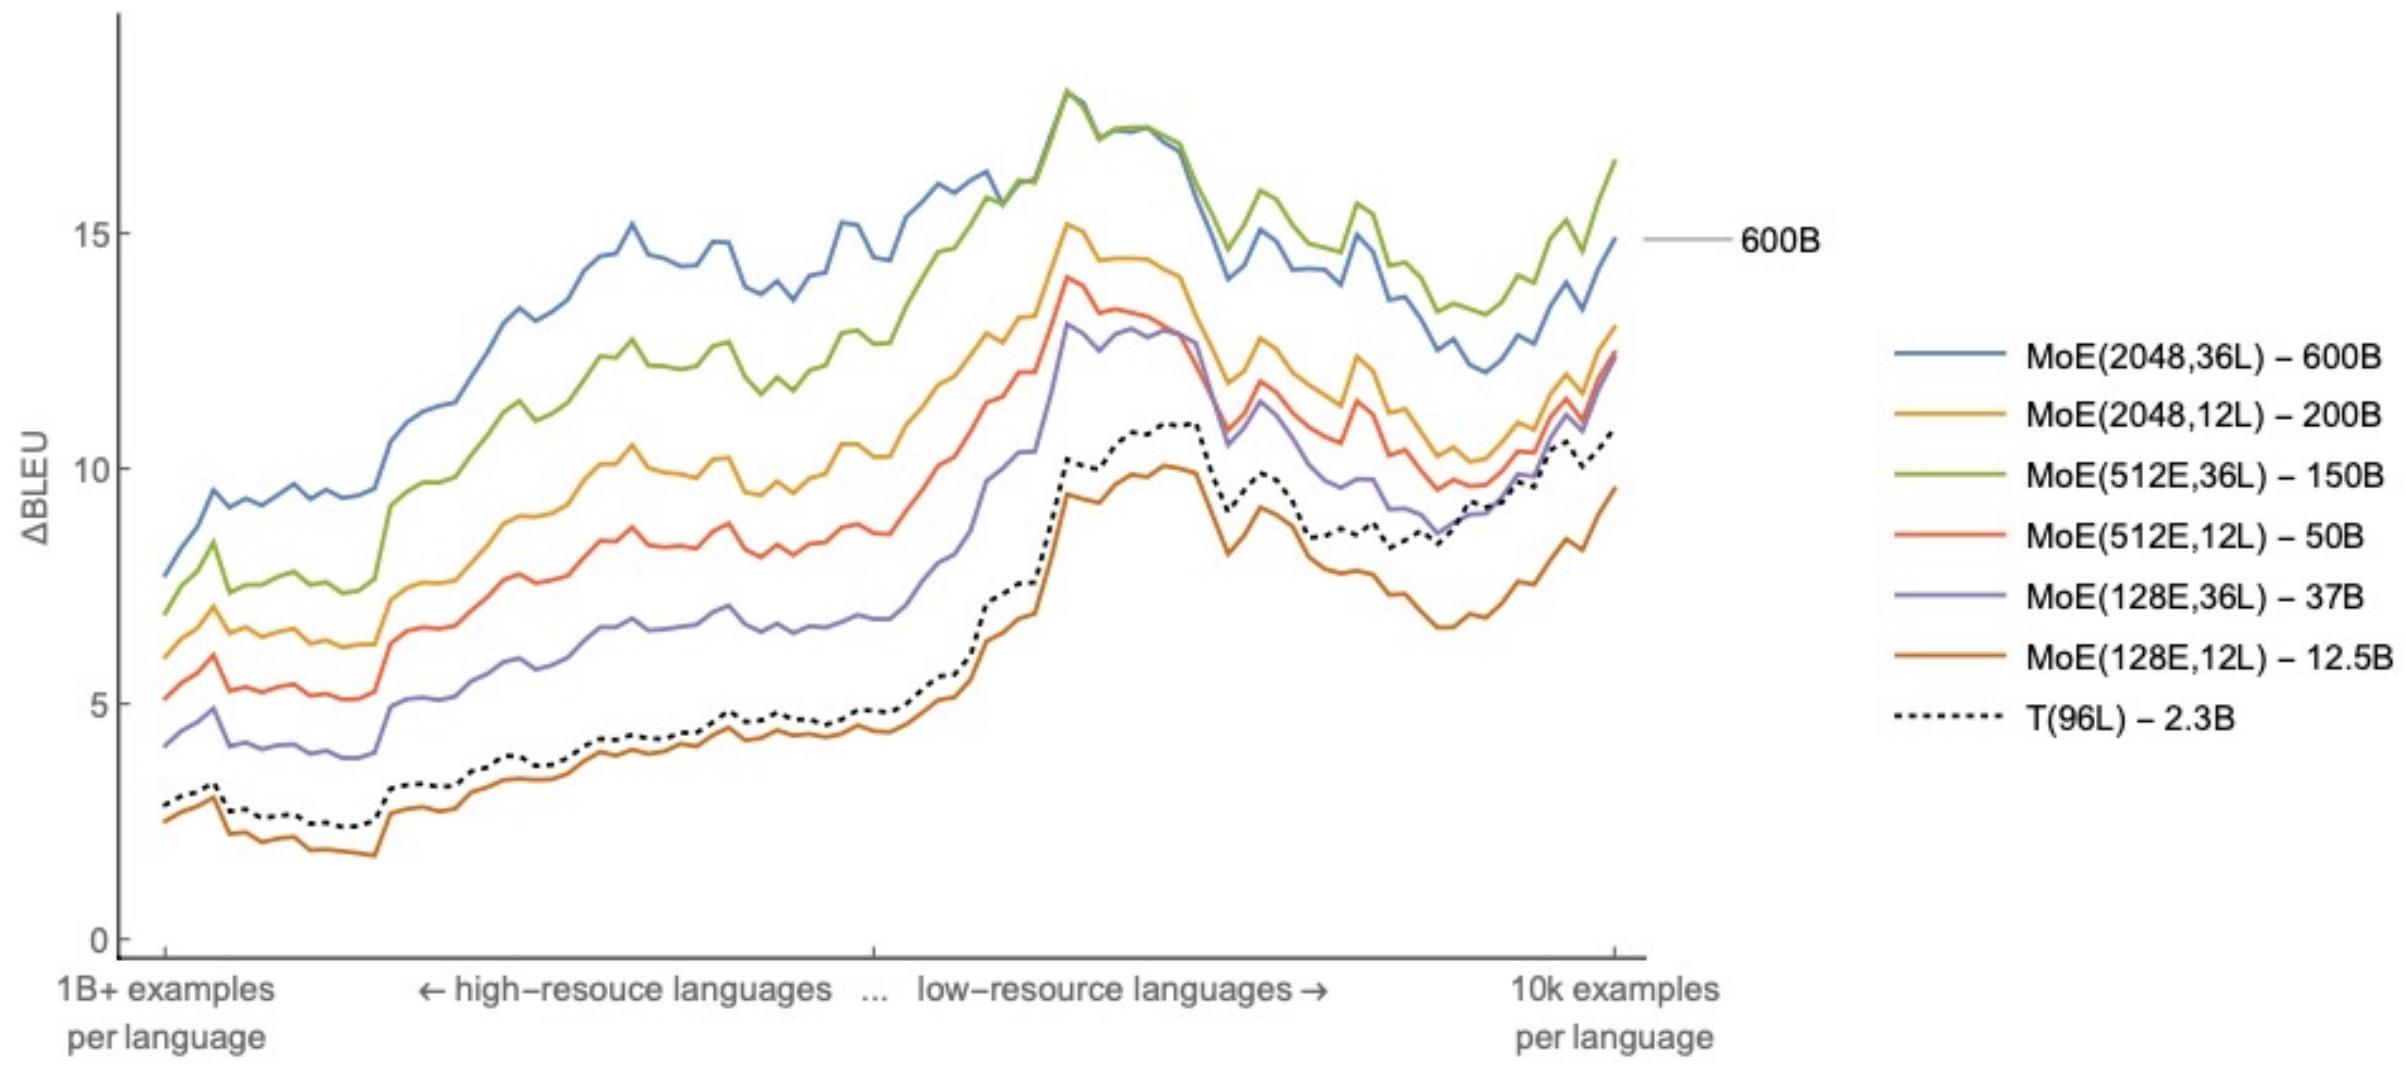 ΔBLEU
15
10
5
0
1B+ examples
per language
← high−resouce languages ... low−resource languages →
10k examples
per language
600B
MoE(2048,36L) − 600B
MoE(2048,12L) − 200B
MoE(512E,36L) − 150B
MoE(512E,12L) − 50B
MoE(128E,36L) − 37B
MoE(128E,12L) − 12.5B
T(96L) − 2.3B